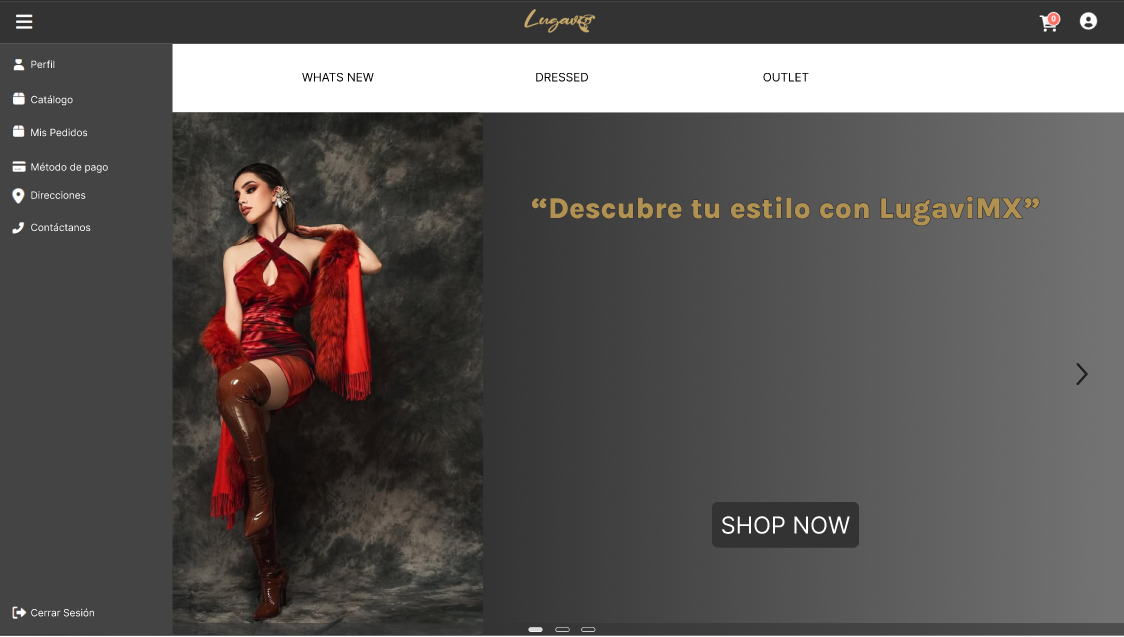 Lugavi
0
Perfil
Catálogo
Mis Pedidos
Método de pago
Direcciones
Contáctanos
Cerrar Sesión
WHATS NEW
DRESSED
OUTLET
“Descubre tu estilo con LugaviMX”
SHOP NOW